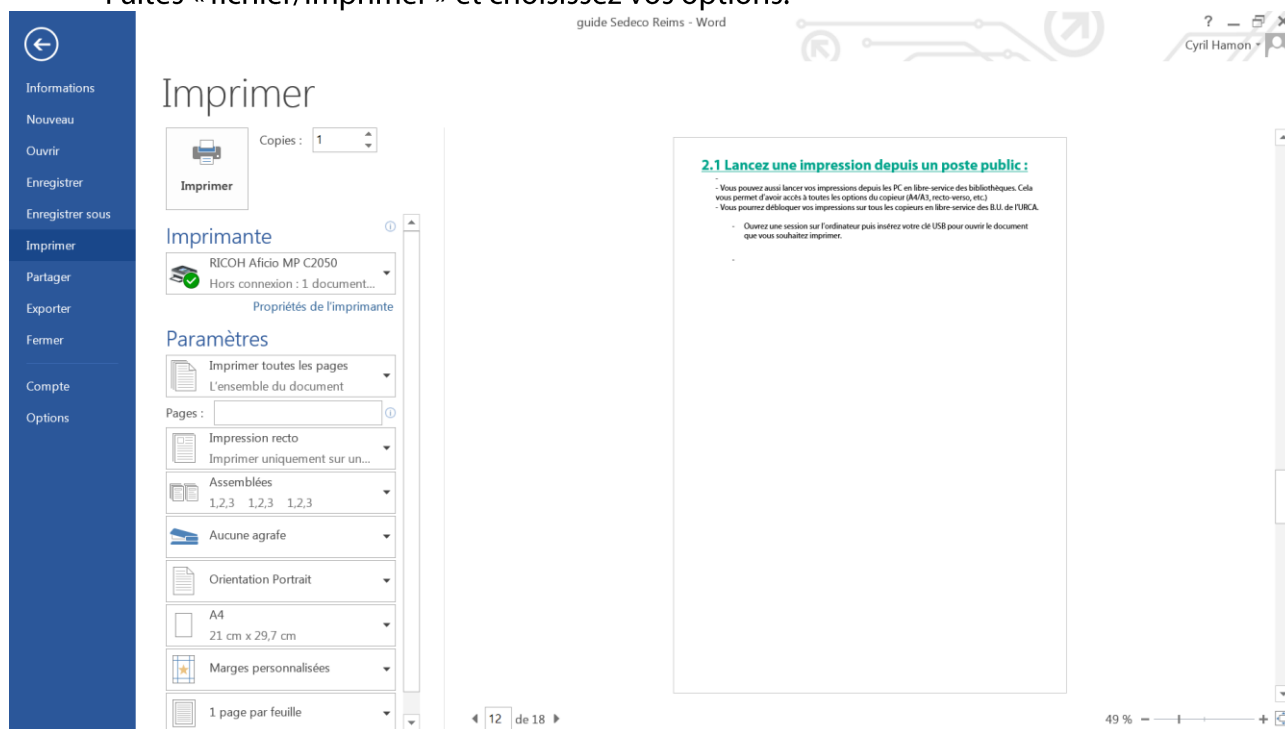 Faites « fichier/imprimer » et choisissez vos options.
guide Sedeco Reims - Word
?
Cyril Hamon
Informations
Nouveau
Ouvrir
Enregistrer
Enregistrer sous
Imprimer
Partager
Exporter
Fermer
Compte
Options
Imprimer
Imprimer
Copies : 1
Imprimante
RICOH Aficio MP C2050
Hors connexion : 1 document...
Propriétés de l'imprimante
Paramètres
Imprimer toutes les pages
L'ensemble du document
Pages :
Impression recto
Imprimer uniquement sur un...
Assemblées
1,2,3 1,2,3 1,2,3
Aucune agrafe
Orientation Portrait
A4
21 cm x 29,7 cm
Marges personnalisées
1 page par feuille
2.1 Lancez une impression depuis un poste public :
-
- Vous pouvez aussi lancer vos impressions depuis les PC en libre-service des bibliothèques. Cela
vous permet d'avoir accès à toutes les options du copieur (A4/A3, recto-verso, etc.)
- Vous pourrez débloquer vos impressions sur tous les copieurs en libre-service des B.U. de l'URCA.
- Ouvrez une session sur l'ordinateur puis insérez votre clé USB pour ouvrir le document
que vous souhaitez imprimer.
-
12 de 18
49 % - +